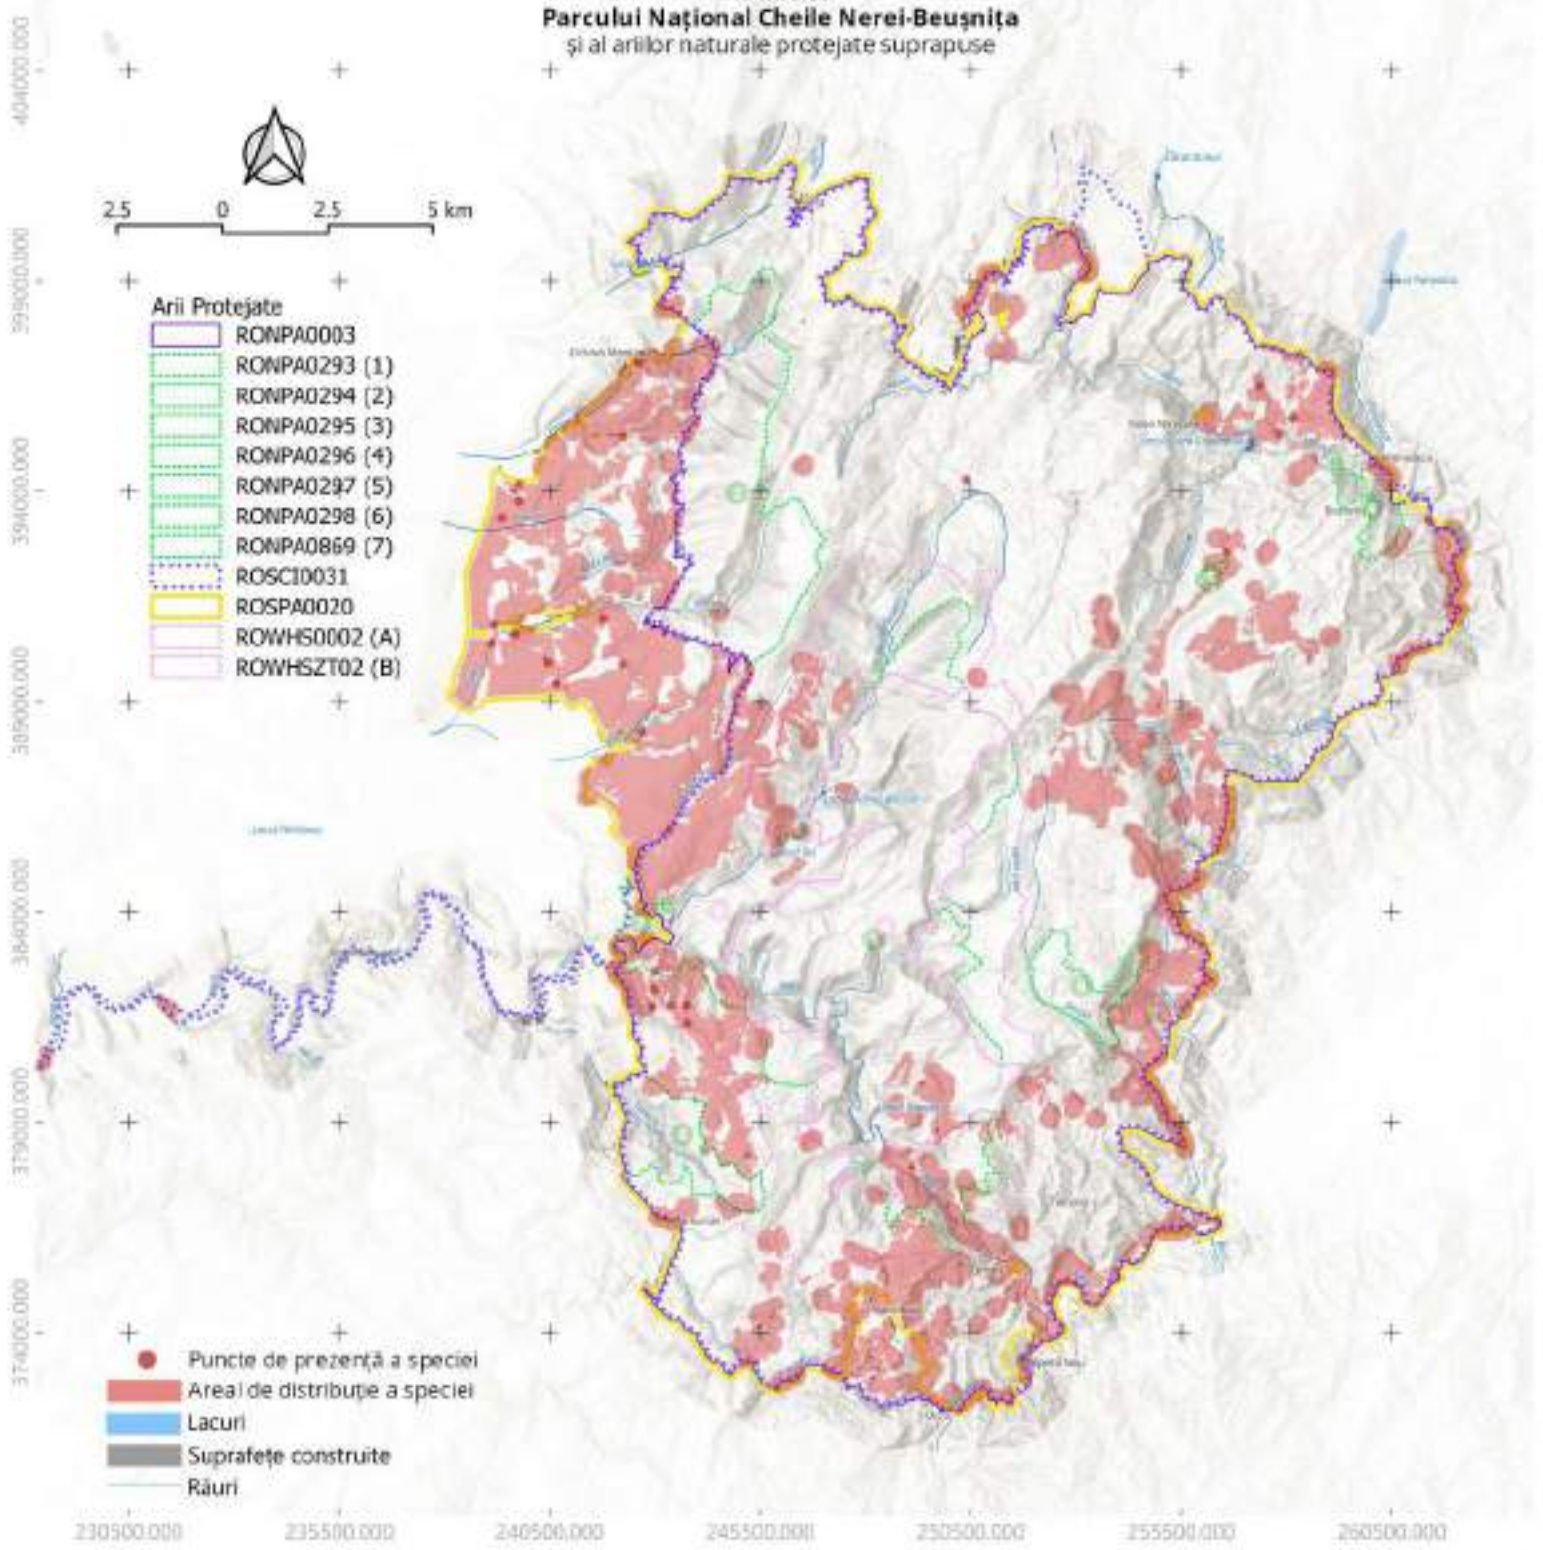 Parcului Național Cheile Nerei-Beușnița
și al ariilor naturale protejate suprapuse
404000.000
399000.000
394000.000
389000.000
384000.000
379000.000
374000.000
2.5 0 2.5 5 km
Arii Protejate
RONPA0003
RONPA0293 (1)
RONPA0294 (2)
RONPA0295 (3)
RONPA0296 (4)
RONPA0297 (5)
RONPA0298 (6)
RONPA0869 (7)
ROSCI0031
ROSPA0020
ROWHS0002 (A)
ROWHSZT02 (B)
Puncte de prezență a speciei
Areal de distribuție a speciei
Lacuri
Suprafețe construite
Râuri
230500.000 235500.000 240500.000 245500.000 250500.000 255500.000 260500.000